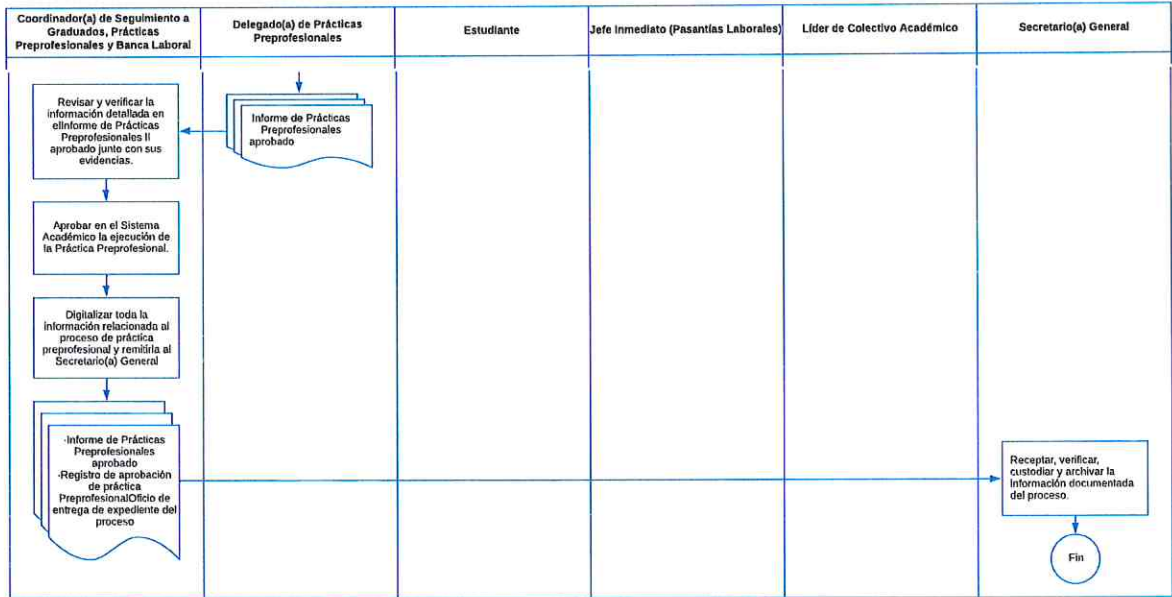 Coordinador(a) de Seguimiento a
Graduados, Prácticas
Preprofesionales y Banca Laboral
Delegado(a) de Prácticas
Preprofesionales
Estudiante
Jefe Inmediato (Pasantías Laborales)
Líder de Colectivo Académico
Secretario(a) General
Revisar y verificar la
información detallada en
elInforme de Prácticas
Preprofesionales II
aprobado junto con sus
evidencias.
Informe de Prácticas
Preprofesionales
aprobado
Aprobar en el Sistema
Académico la ejecución de
la Práctica Preprofesional.
Digitalizar toda la
información relacionada al
proceso de práctica
preprofesional y remitirla al
Secretario(a) General
-Informe de Prácticas
Preprofesionales
aprobado
-Registro de aprobación
de práctica
PreprofesionalOficio de
entrega de expediente del
proceso
Receptar, verificar,
custodiar y archivar la
información documentada
del proceso.
Fin